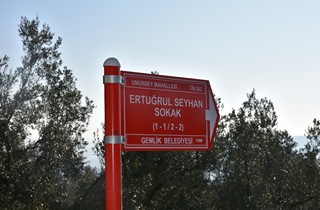 UMURBEY MAHALLESİ
ERTUĞRUL SEYHAN
SOKAK
(1 - 1 / 2 - 2)
GEMLİK BELEDİYESİ